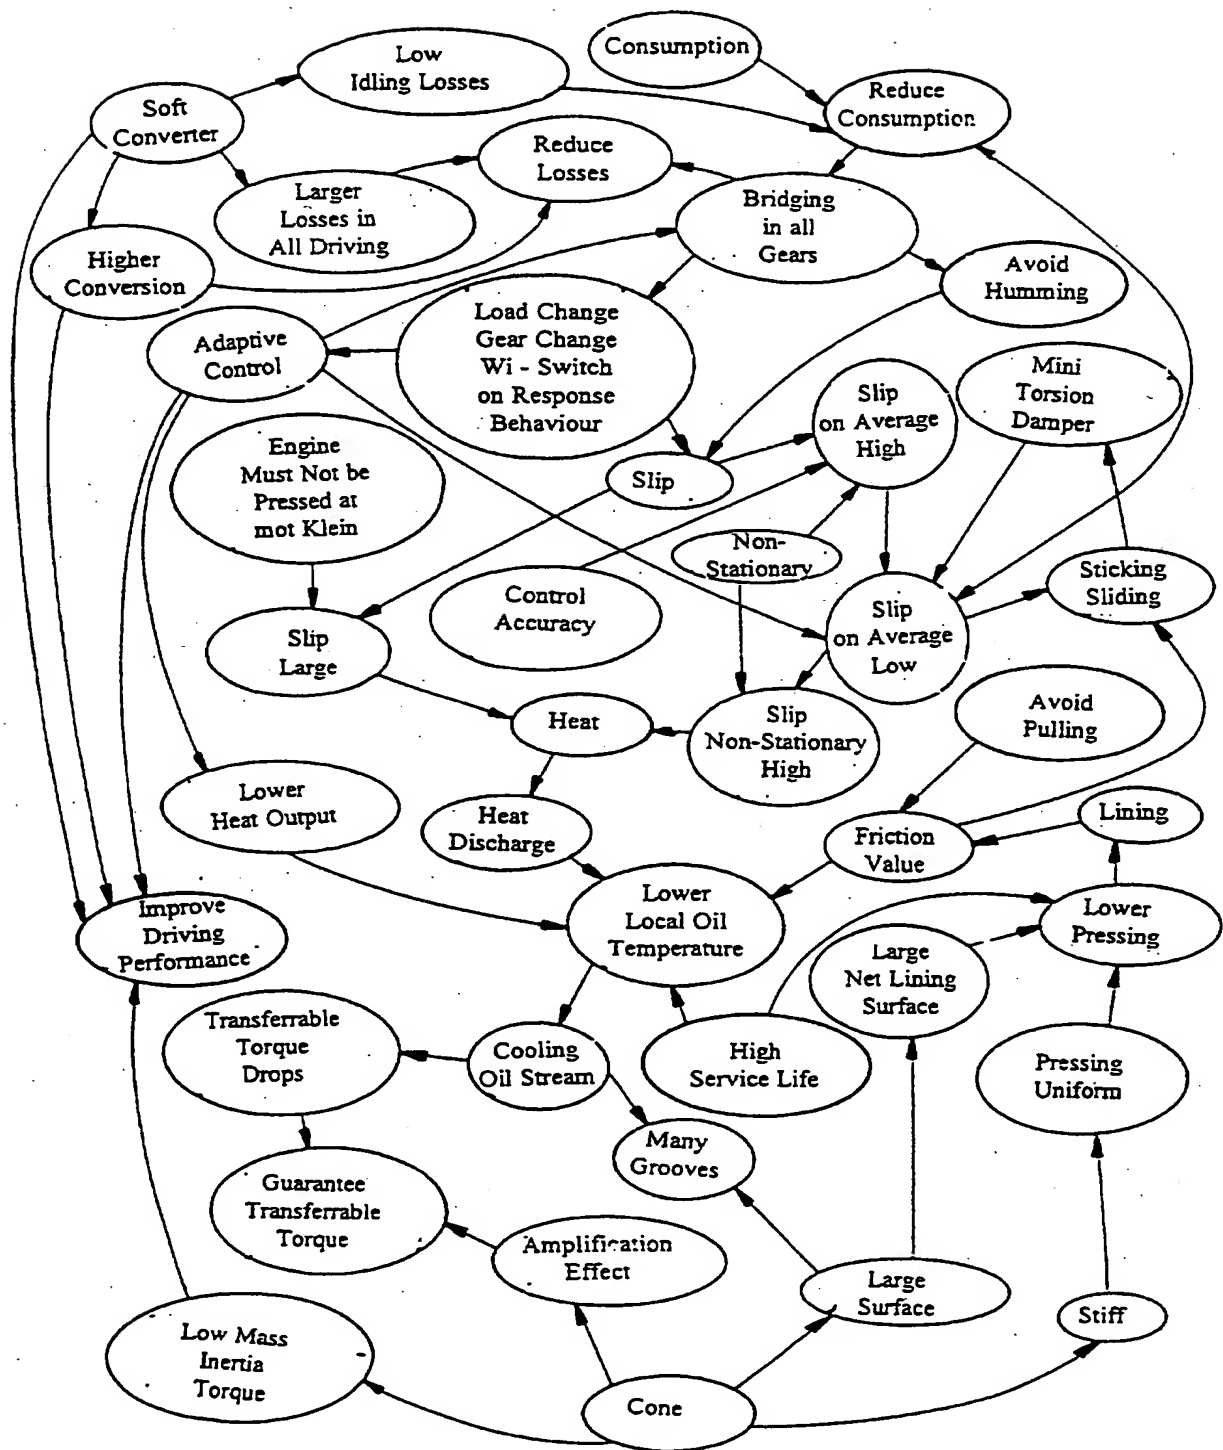 Low
Idling Losses
Consumption
Reduce
Consumption
Soft
Converter
Reduce
Losses
Larger
Losses in
All Driving
Bridging
in all
Gears
Higher
Conversion
Avoid
Humming
Load Change
Gear Change
Wi - Switch
on Response
Behaviour
Adaptive
Control
Mini
Torsion
Damper
Slip
on Average
High
Engine
Must Not be
Pressed at
mot Klein
Slip
Non-
Stationary
Sticking
Sliding
Control
Accuracy
Slip
on Average
Low
Slip
Large
Avoid
Pulling
Heat
Slip
Non-Stationary
High
Lower
Heat Output
Heat
Discharge
Lining
Friction
Value
Lower
Local Oil
Temperature
Improve
Driving
Performance
Lower
Pressing
Large
Net Lining
Surface
Transferrable
Torque
Drops
Cooling
Oil Stream
High
Service Life
Pressing
Uniform
Many
Grooves
Guarantee
Transferrable
Torque
Amplification
Effect
Large
Surface
Stiff
Low Mass
Inertia
Torque
Cone